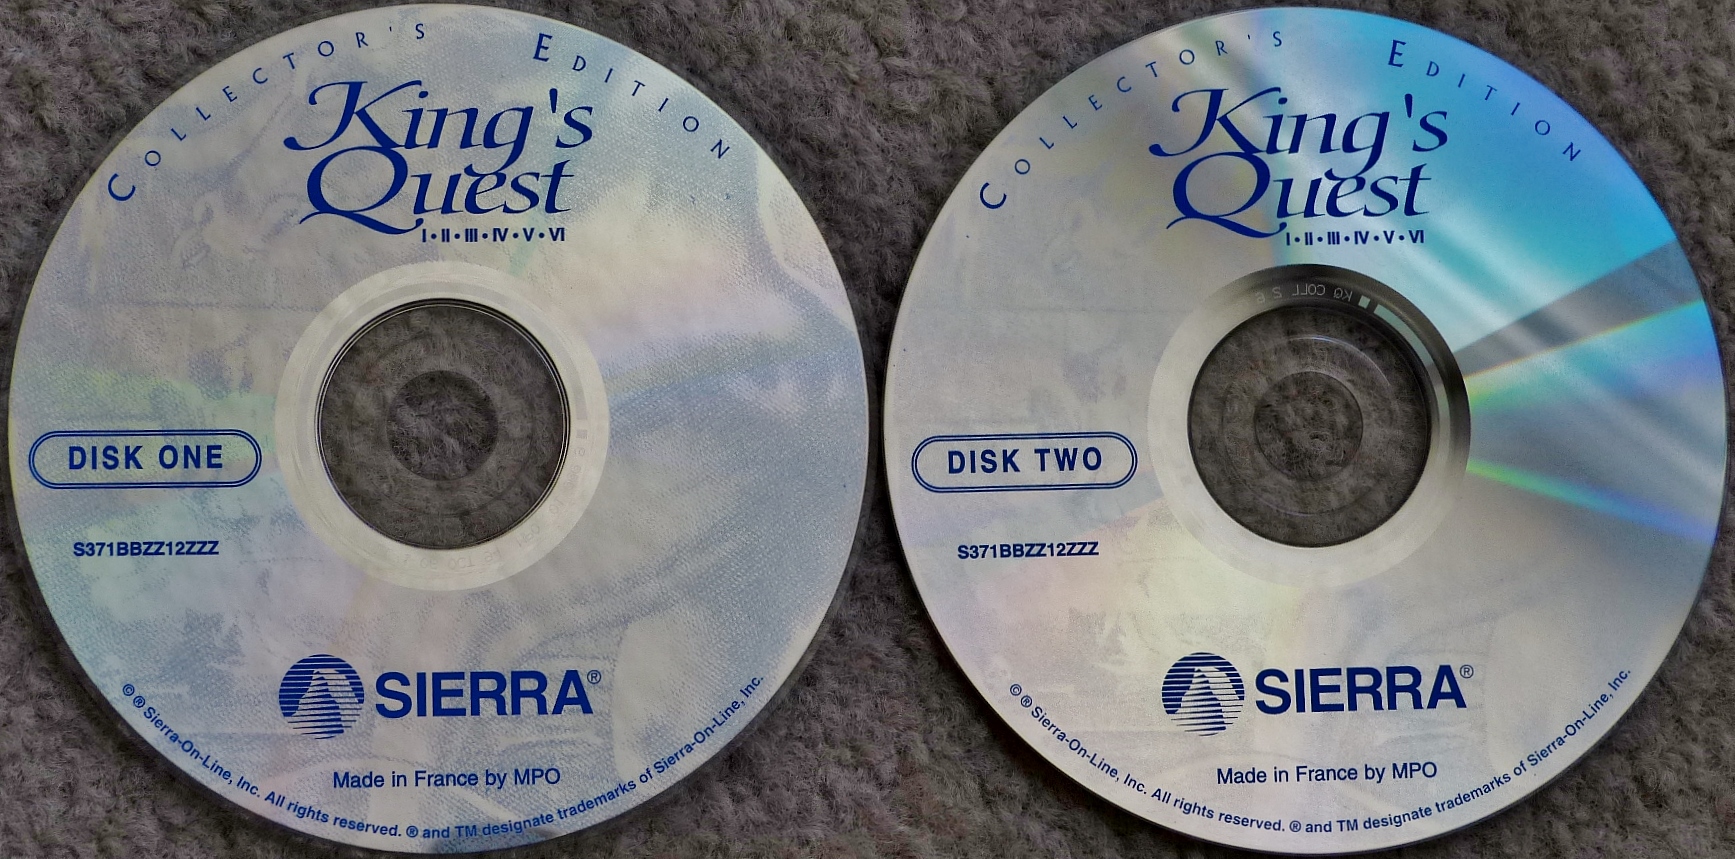 COLLECTOR'S EDITION
King's
Quest
I•II•III•IV•V•VI
DISK ONE
S371BBZZ12ZZZ
SIERRA®
Made in France by MPO
©® Sierra-On-Line, Inc. All rights reserved. ® and TM designate trademarks of Sierra-On-Line, Inc.
COLLECTOR'S EDITION
King's
Quest
I•II•III•IV•V•VI
KQ COLL 2 E
DISK TWO
S371BBZZ12ZZZ
SIERRA®
Made in France by MPO
©® Sierra-On-Line, Inc. All rights reserved. ® and TM designate trademarks of Sierra-On-Line, Inc.